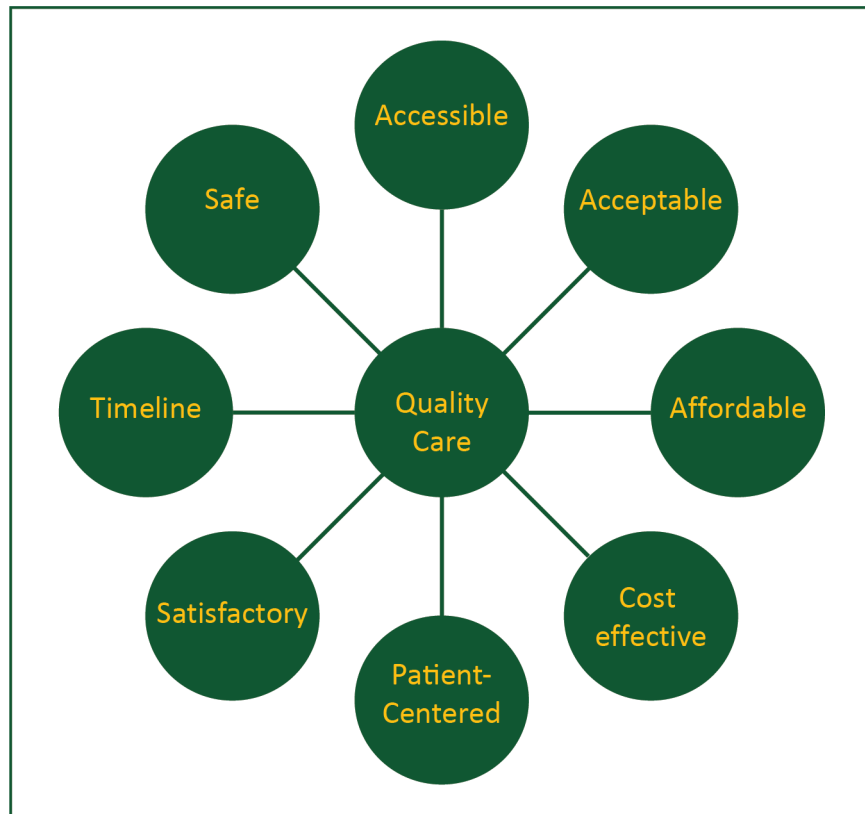 Accessible
Safe
Acceptable
Timeline
Quality
Care
Affordable
Satisfactory
Cost
effective
Patient-
Centered